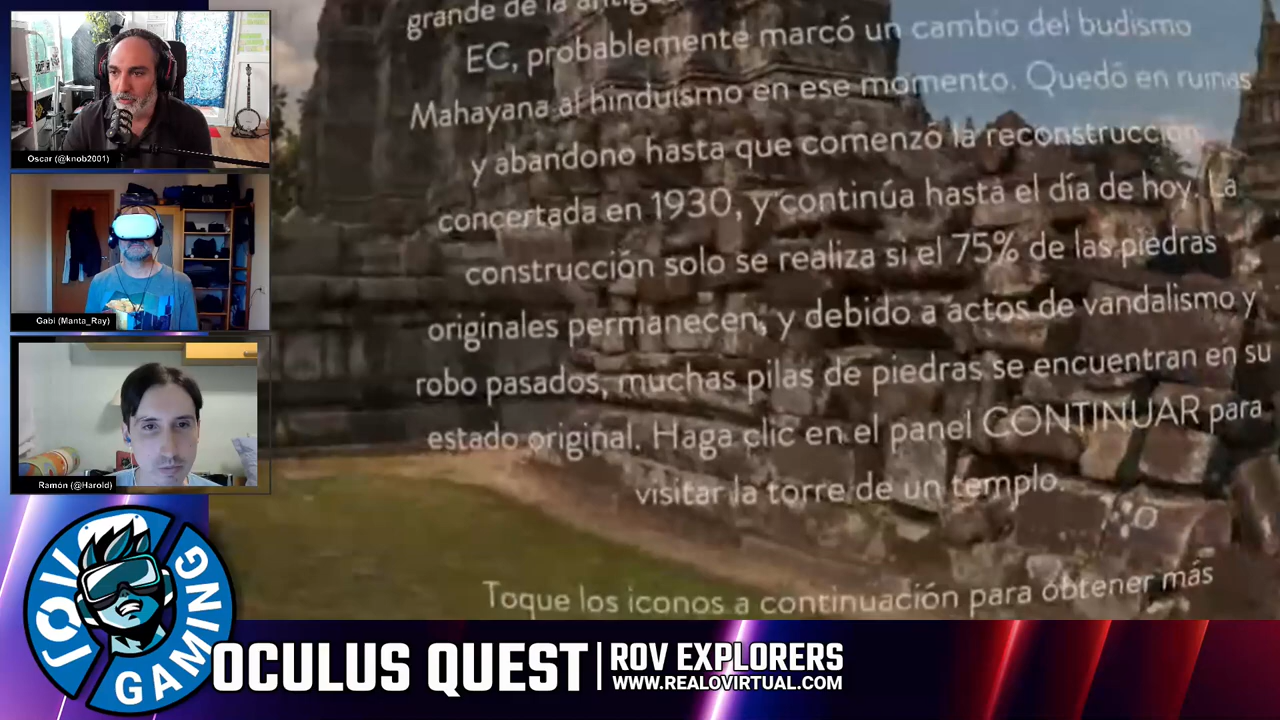 grande de la
EC, probablemente marcó un cambio del budismo
Mahayana al hinduismo en ese momento. Quedó en ruinas
y abandono hasta que comenzó la reconstrucción
concertada en 1930, y continúa hasta el día de hoy. La
construcción solo se realiza si el 75% de las piedras
originales permanecen, y debido a actos de vandalismo y
robo pasados, muchas pilas de piedras se encuentran en su
estado original. Haga clic en el panel CONTINUAR para
visitar la torre de un templo.
Toque los iconos a continuación para obtener más
Oscar (@knob2001)
Gabi (Manta_Ray)
Ramón (@Harold)
ROV GAMING
OCULUS QUEST
ROV EXPLORERS
WWW.REALOVIRTUAL.COM